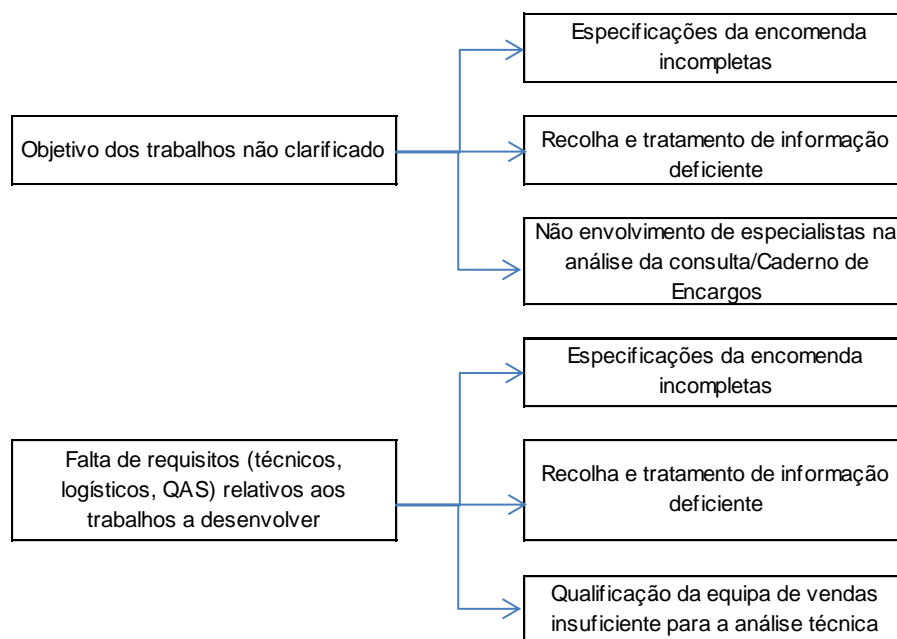 Especificações da encomenda
incompletas
Objetivo dos trabalhos não clarificado
Recolha e tratamento de informação
deficiente
Não envolvimento de especialistas na
análise da consulta/Caderno de
Encargos
Especificações da encomenda
incompletas
Falta de requisitos (técnicos,
logísticos, QAS) relativos aos
trabalhos a desenvolver
Recolha e tratamento de informação
deficiente
Qualificação da equipa de vendas
insuficiente para a análise técnica